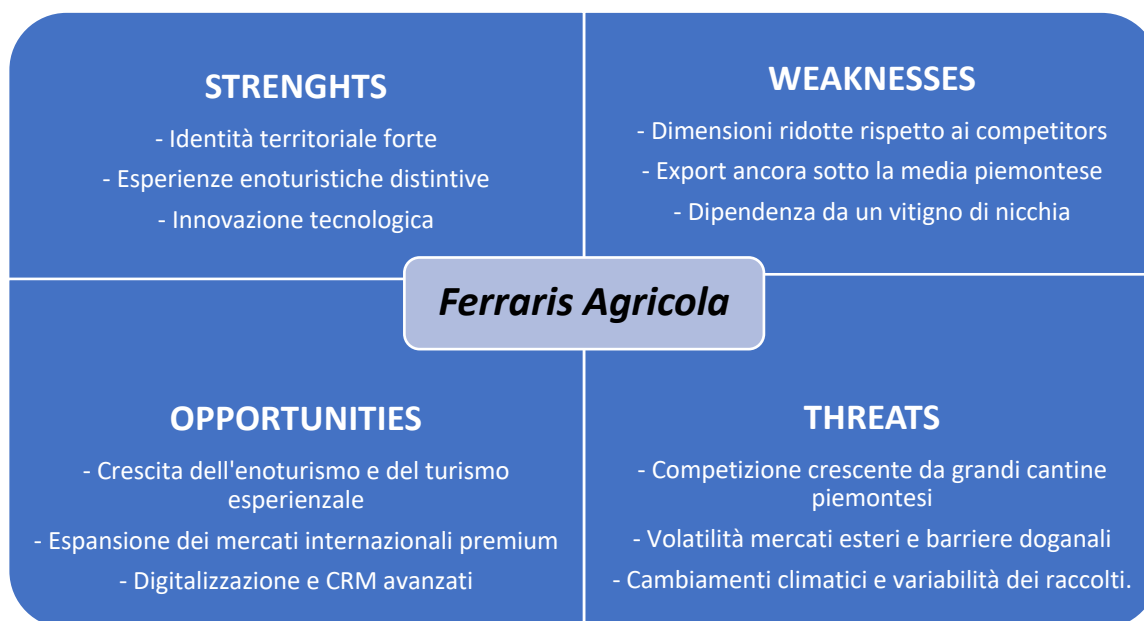 STRENGHTS
- Identità territoriale forte
- Esperienze enoturistiche distintive
- Innovazione tecnologica
WEAKNESSES
- Dimensioni ridotte rispetto ai competitors
- Export ancora sotto la media piemontese
- Dipendenza da un vitigno di nicchia
Ferraris Agricola
OPPORTUNITIES
- Crescita dell'enoturismo e del turismo
esperienzale
- Espansione dei mercati internazionali premium
- Digitalizzazione e CRM avanzati
THREATS
- Competizione crescente da grandi cantine
piemontesi
- Volatilità mercati esteri e barriere doganali
- Cambiamenti climatici e variabilità dei raccolti.